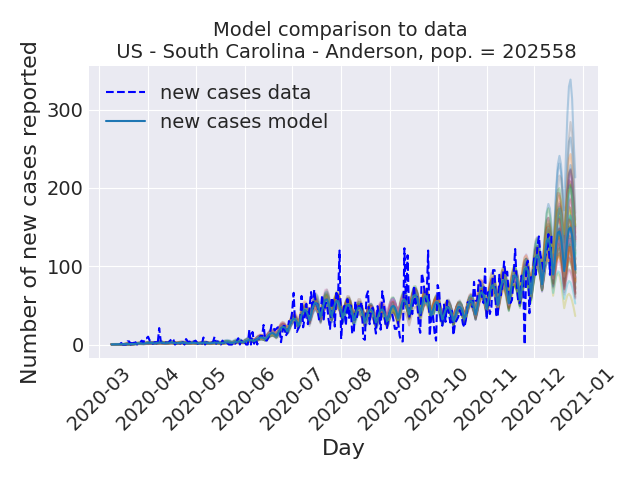 Model comparison to data
US - South Carolina - Anderson, pop. = 202558
Number of new cases reported
300
200
100
0
new cases data
new cases model
2020-03
2020-04
2020-05
2020-06
2020-07
2020-08
2020-09
2020-10
2020-11
2020-12
2021-01
Day